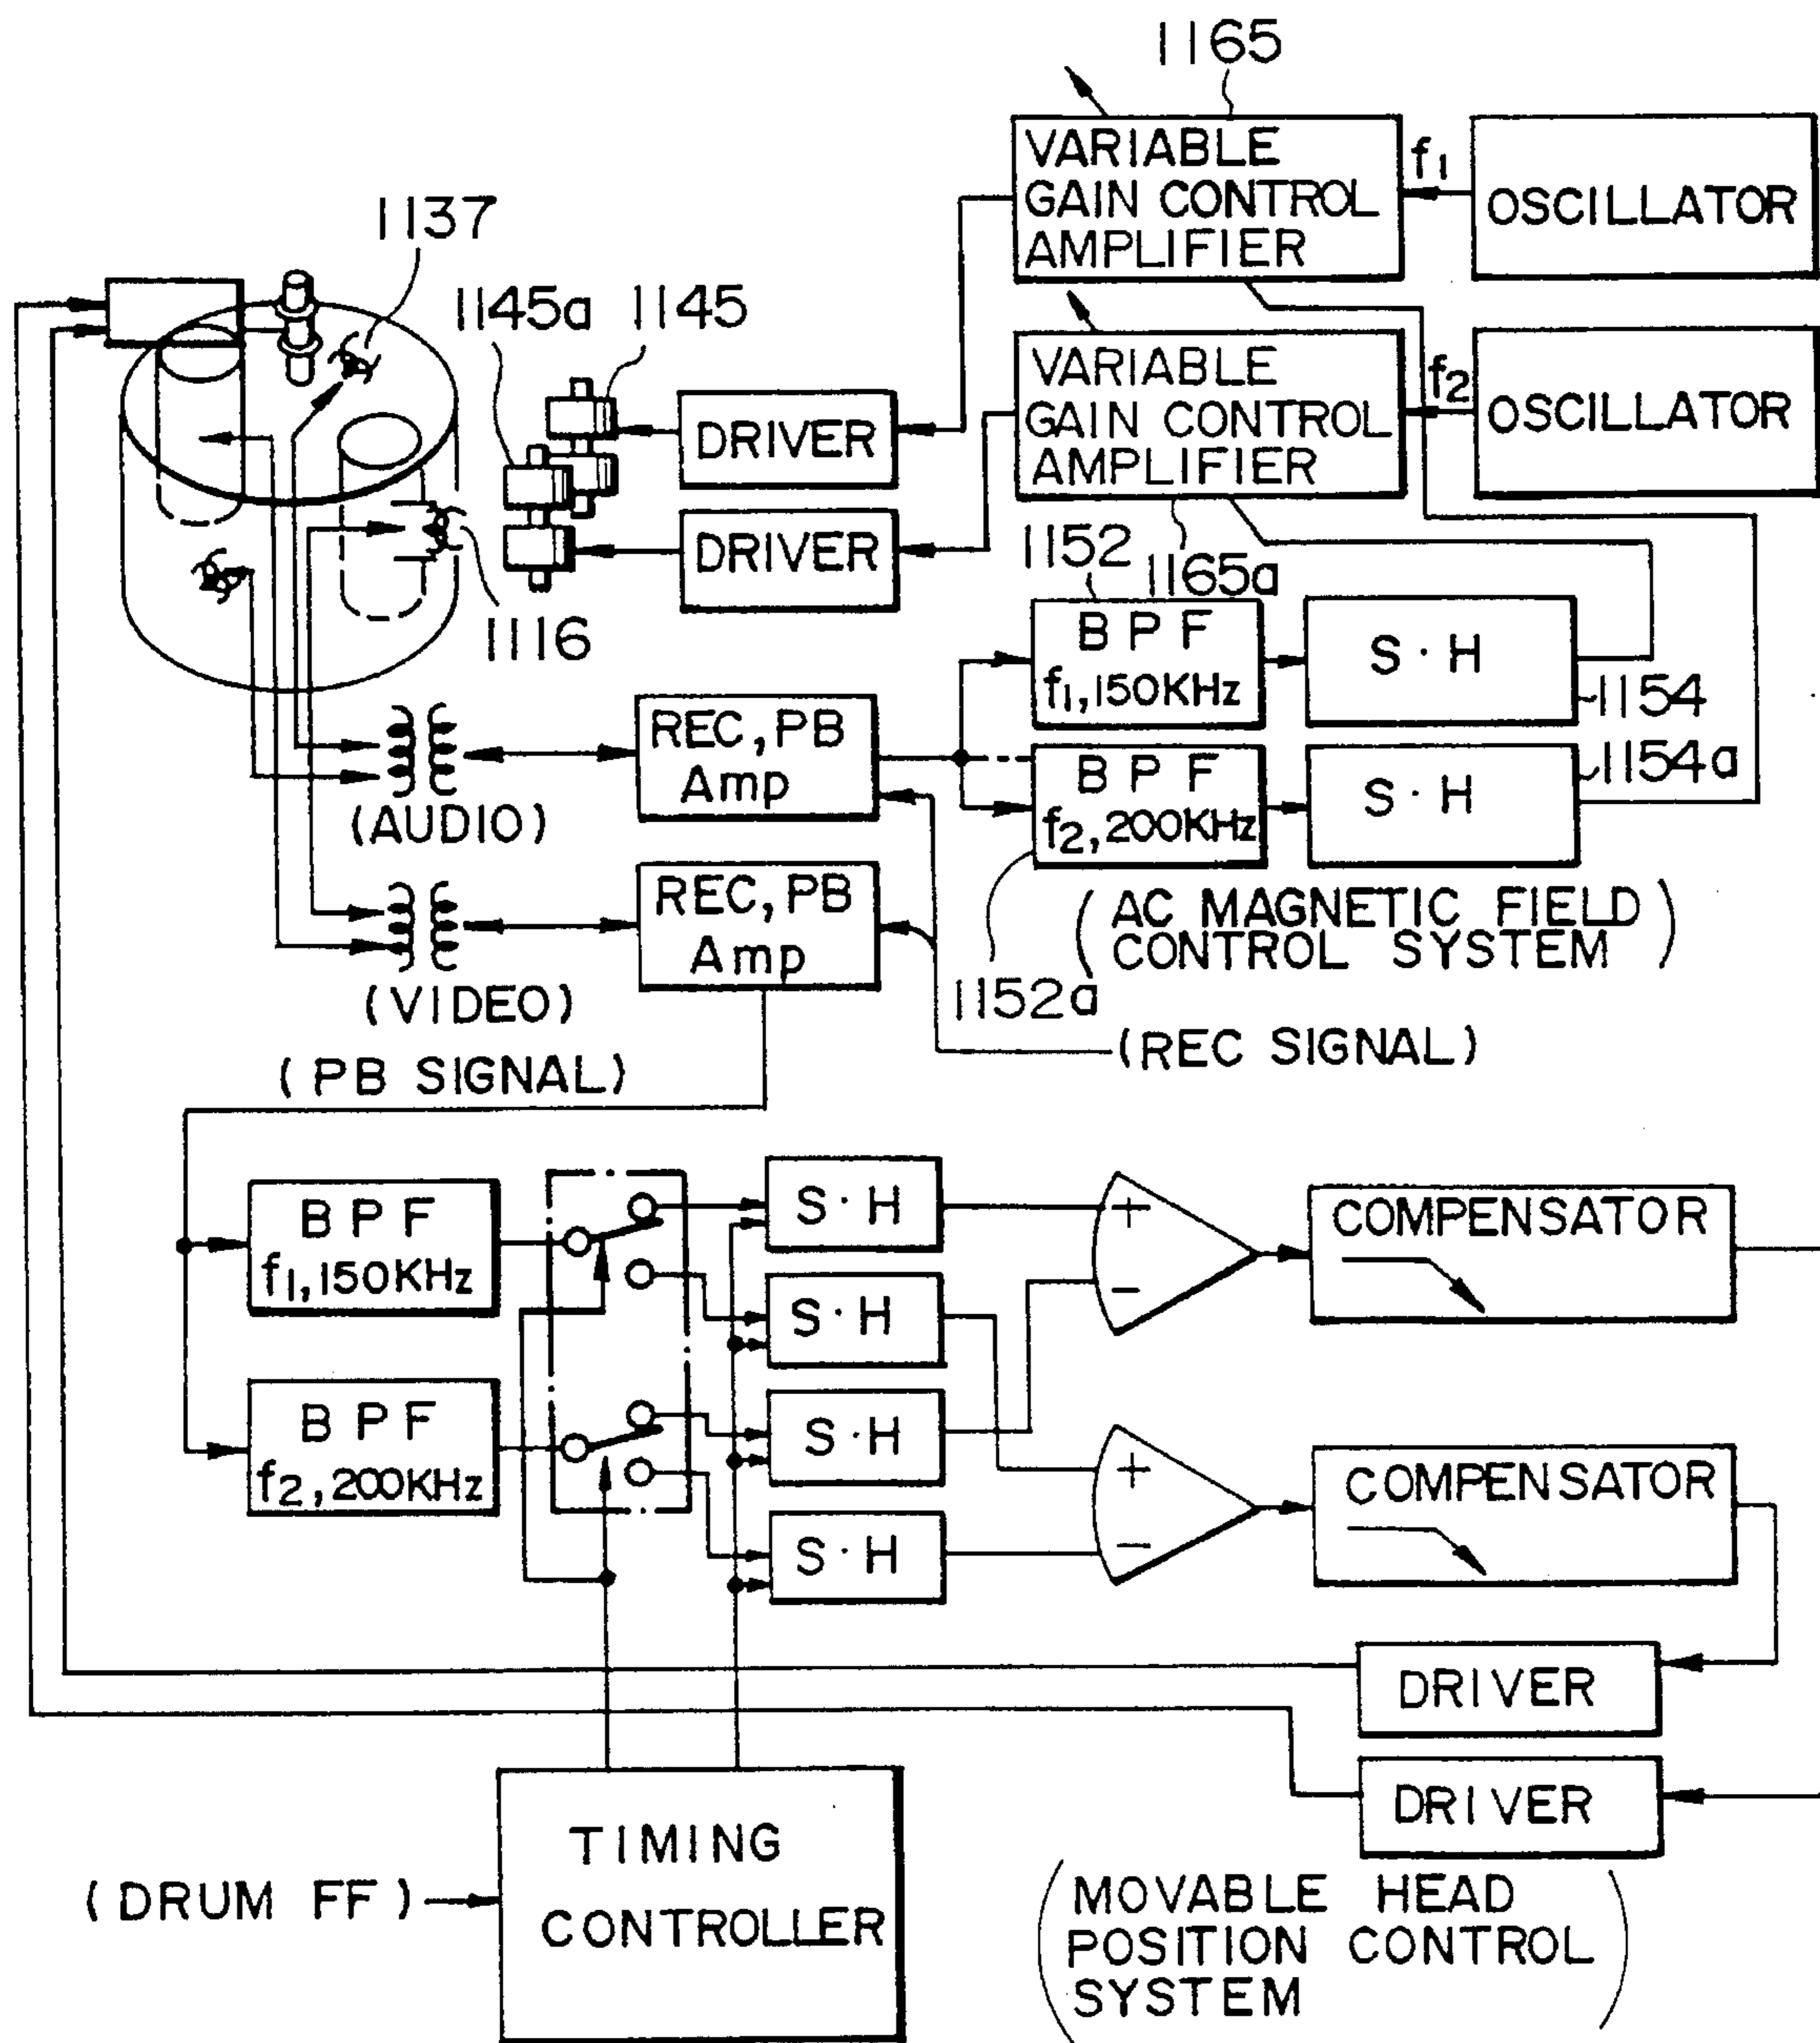 1165
VARIABLE
GAIN CONTROL
AMPLIFIER
f1
OSCILLATOR
1137
1145a
1145
VARIABLE
GAIN CONTROL
AMPLIFIER
f2
OSCILLATOR
DRIVER
DRIVER
1152
1165a
1116
BPF
f1, 150KHz
S·H
1154
REC, PB
Amp
(AUDIO)
BPF
f2, 200KHz
S·H
1154a
REC, PB
Amp
(VIDEO)
(AC MAGNETIC FIELD
CONTROL SYSTEM)
1152a
(REC SIGNAL)
(PB SIGNAL)
BPF
f1, 150KHz
S·H
+
−
COMPENSATOR
S·H
BPF
f2, 200KHz
S·H
+
−
COMPENSATOR
S·H
DRIVER
DRIVER
(DRUM FF)
TIMING
CONTROLLER
(MOVABLE HEAD
POSITION CONTROL
SYSTEM)